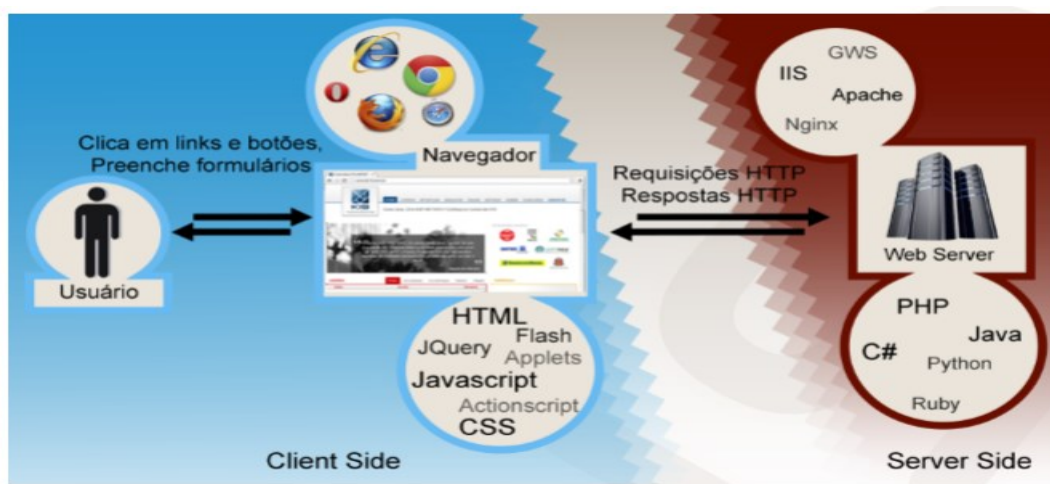 GWS
IIS
Apache
Nginx
Clica em links e botões,
Preenche formulários
Navegador
Requisições HTTP
Respostas HTTP
Usuário
Web Server
HTML
Flash
JQuery
Applets
Javascript
Actionscript
CSS
PHP
Java
C#
Python
Ruby
Client Side
Server Side